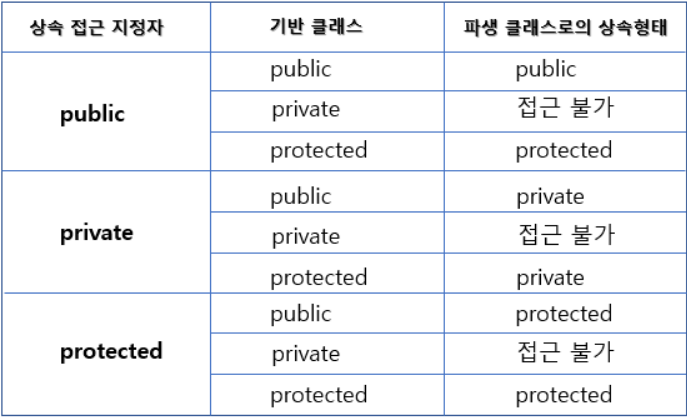 상속 접근 지정자 기반 클래스 파생 클래스로의 상속형태
public public public
private 접근 불가
protected protected
private public private
private 접근 불가
protected private
protected public protected
private 접근 불가
protected protected